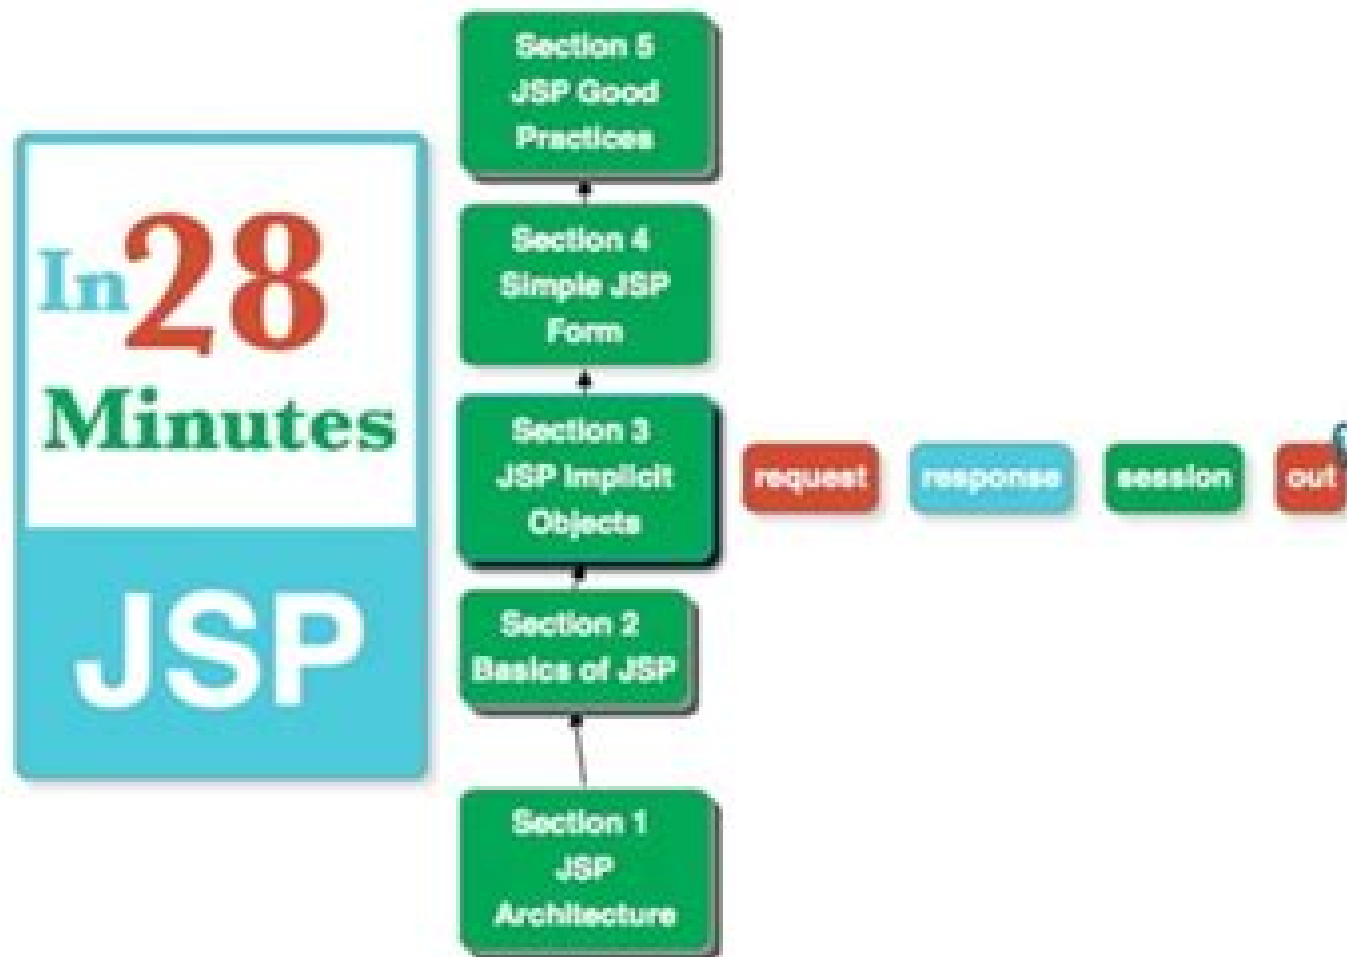 In 28
Minutes
JSP
Section 5
JSP Good
Practices
Section 4
Simple JSP
Form
Section 3
JSP Implicit
Objects
request response session out
Section 2
Basics of JSP
Section 1
JSP
Architecture